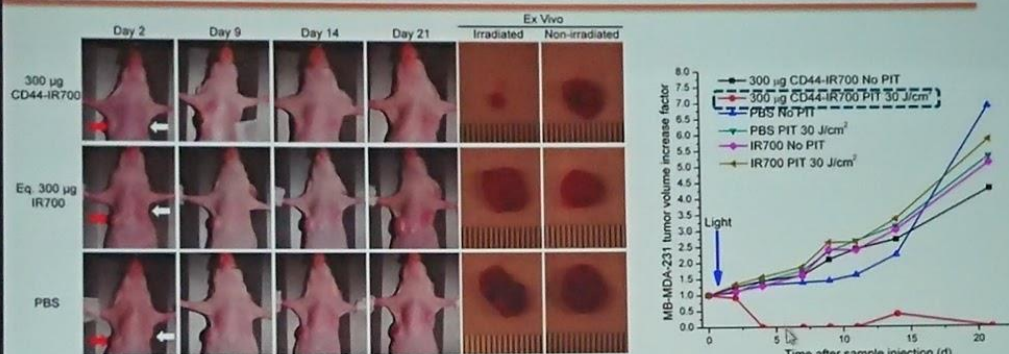 Ex Vivo
Day 2 Day 9 Day 14 Day 21 Irradiated Non-irradiated
300 µg
CD44-IR700
Eq. 300 µg
IR700
PBS
MB-MDA-231 tumor volume increase factor
8.0
7.5
7.0
6.5
6.0
5.5
5.0
4.5
4.0
3.5
3.0
2.5
2.0
1.5
1.0
0.5
0.0
300 µg CD44-IR700 No PIT
300 µg CD44-IR700 PIT 30 J/cm²
PBS No PIT
PBS PIT 30 J/cm²
IR700 No PIT
IR700 PIT 30 J/cm²
Light
0 5 10 15 20
Time after sample injection (d)